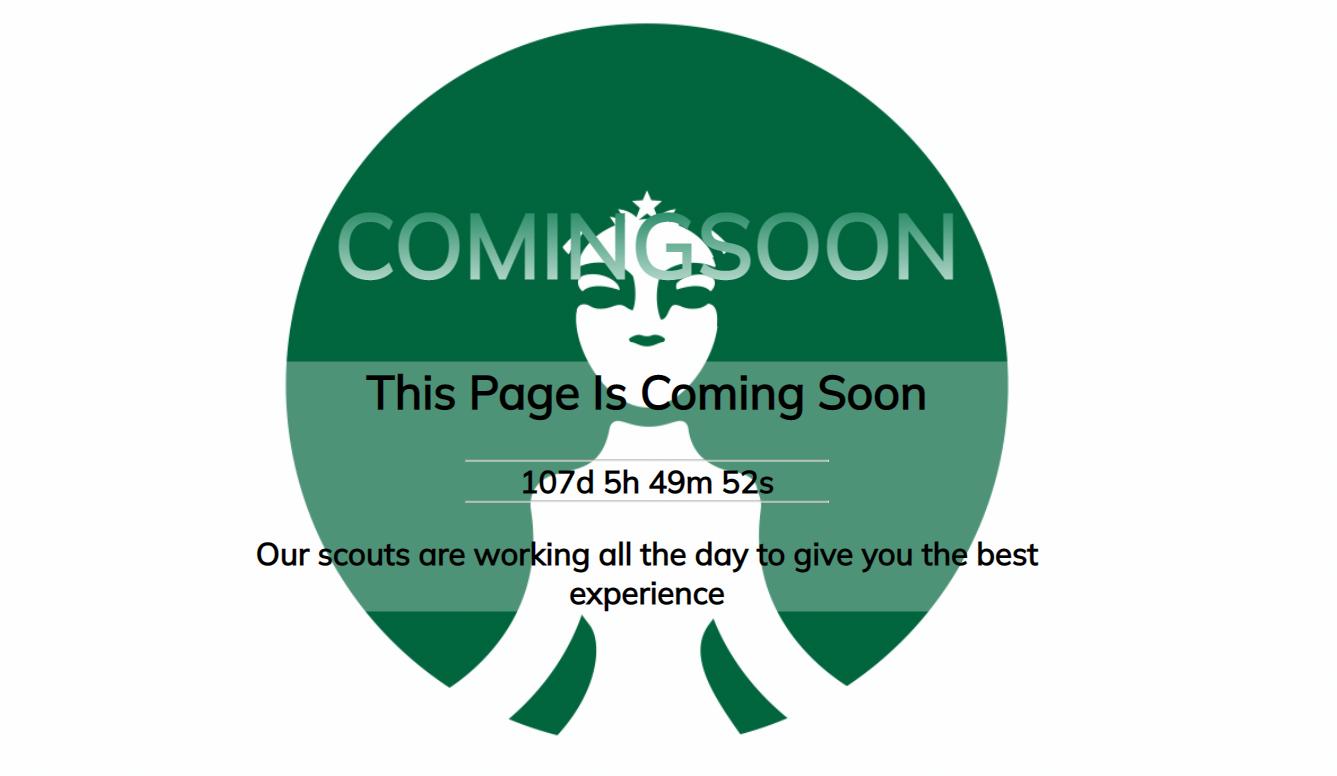 COMINGSOON
This Page Is Coming Soon
107d 5h 49m 52s
Our scouts are working all the day to give you the best
experience